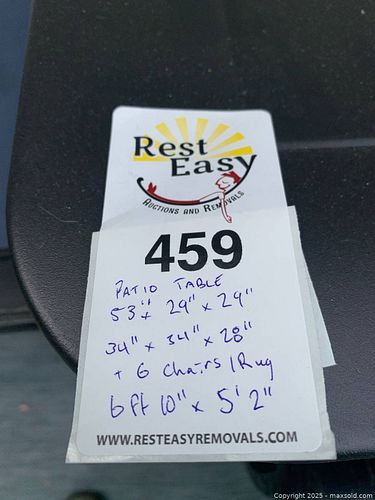 Rest
Easy
AUCTIONS AND REMOVALS
459
PATIO TABLE
53" x 29" x 29"
34" x 34" x 28"
+ 6 Chairs / Rug
6ft 10" x 5' 2"
WWW.RESTEASYREMOVALS.COM
Copyright 2025 - maxsold.com